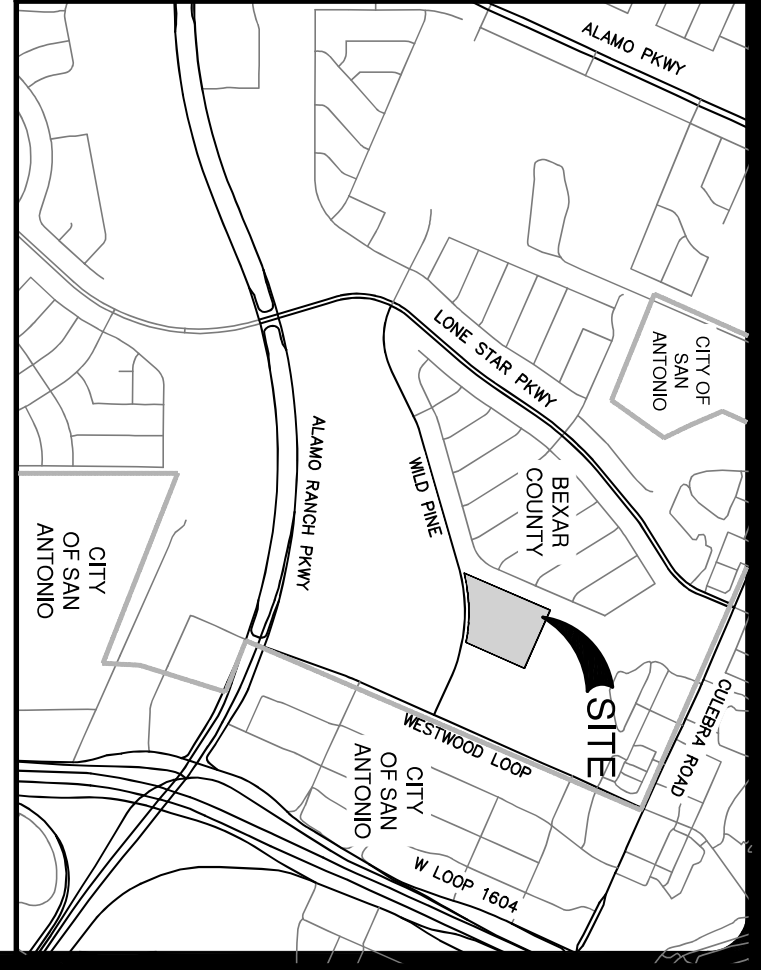 ALAMO PKWY
LONE STAR PKWY
CITY OF
SAN
ANTONIO
ALAMO RANCH PKWY
WILD PINE
BEXAR
COUNTY
CITY
OF SAN
ANTONIO
SITE
CULEBRA ROAD
WESTWOOD LOOP
CITY
OF SAN
ANTONIO
W LOOP 1604